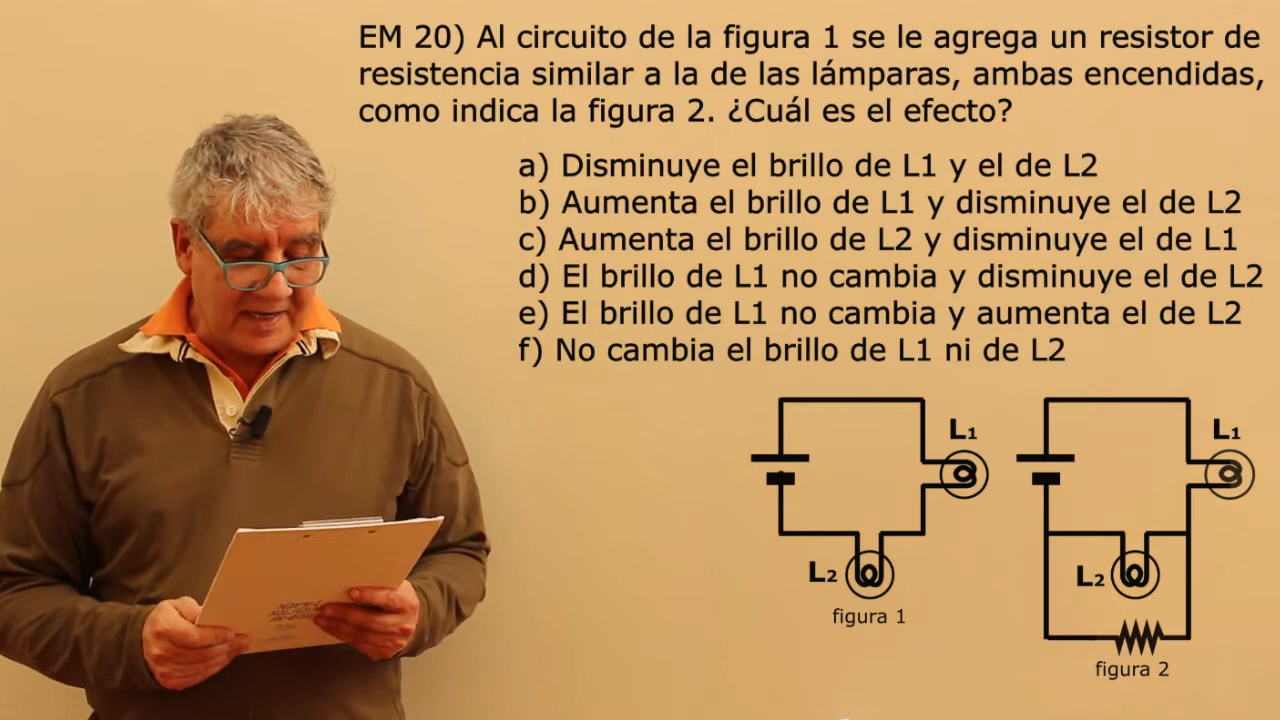 EM 20) Al circuito de la figura 1 se le agrega un resistor de
resistencia similar a la de las lámparas, ambas encendidas,
como indica la figura 2. ¿Cuál es el efecto?
a) Disminuye el brillo de L1 y el de L2
b) Aumenta el brillo de L1 y disminuye el de L2
c) Aumenta el brillo de L2 y disminuye el de L1
d) El brillo de L1 no cambia y disminuye el de L2
e) El brillo de L1 no cambia y aumenta el de L2
f) No cambia el brillo de L1 ni de L2
L₁
L₂
figura 1
L₁
L₂
figura 2